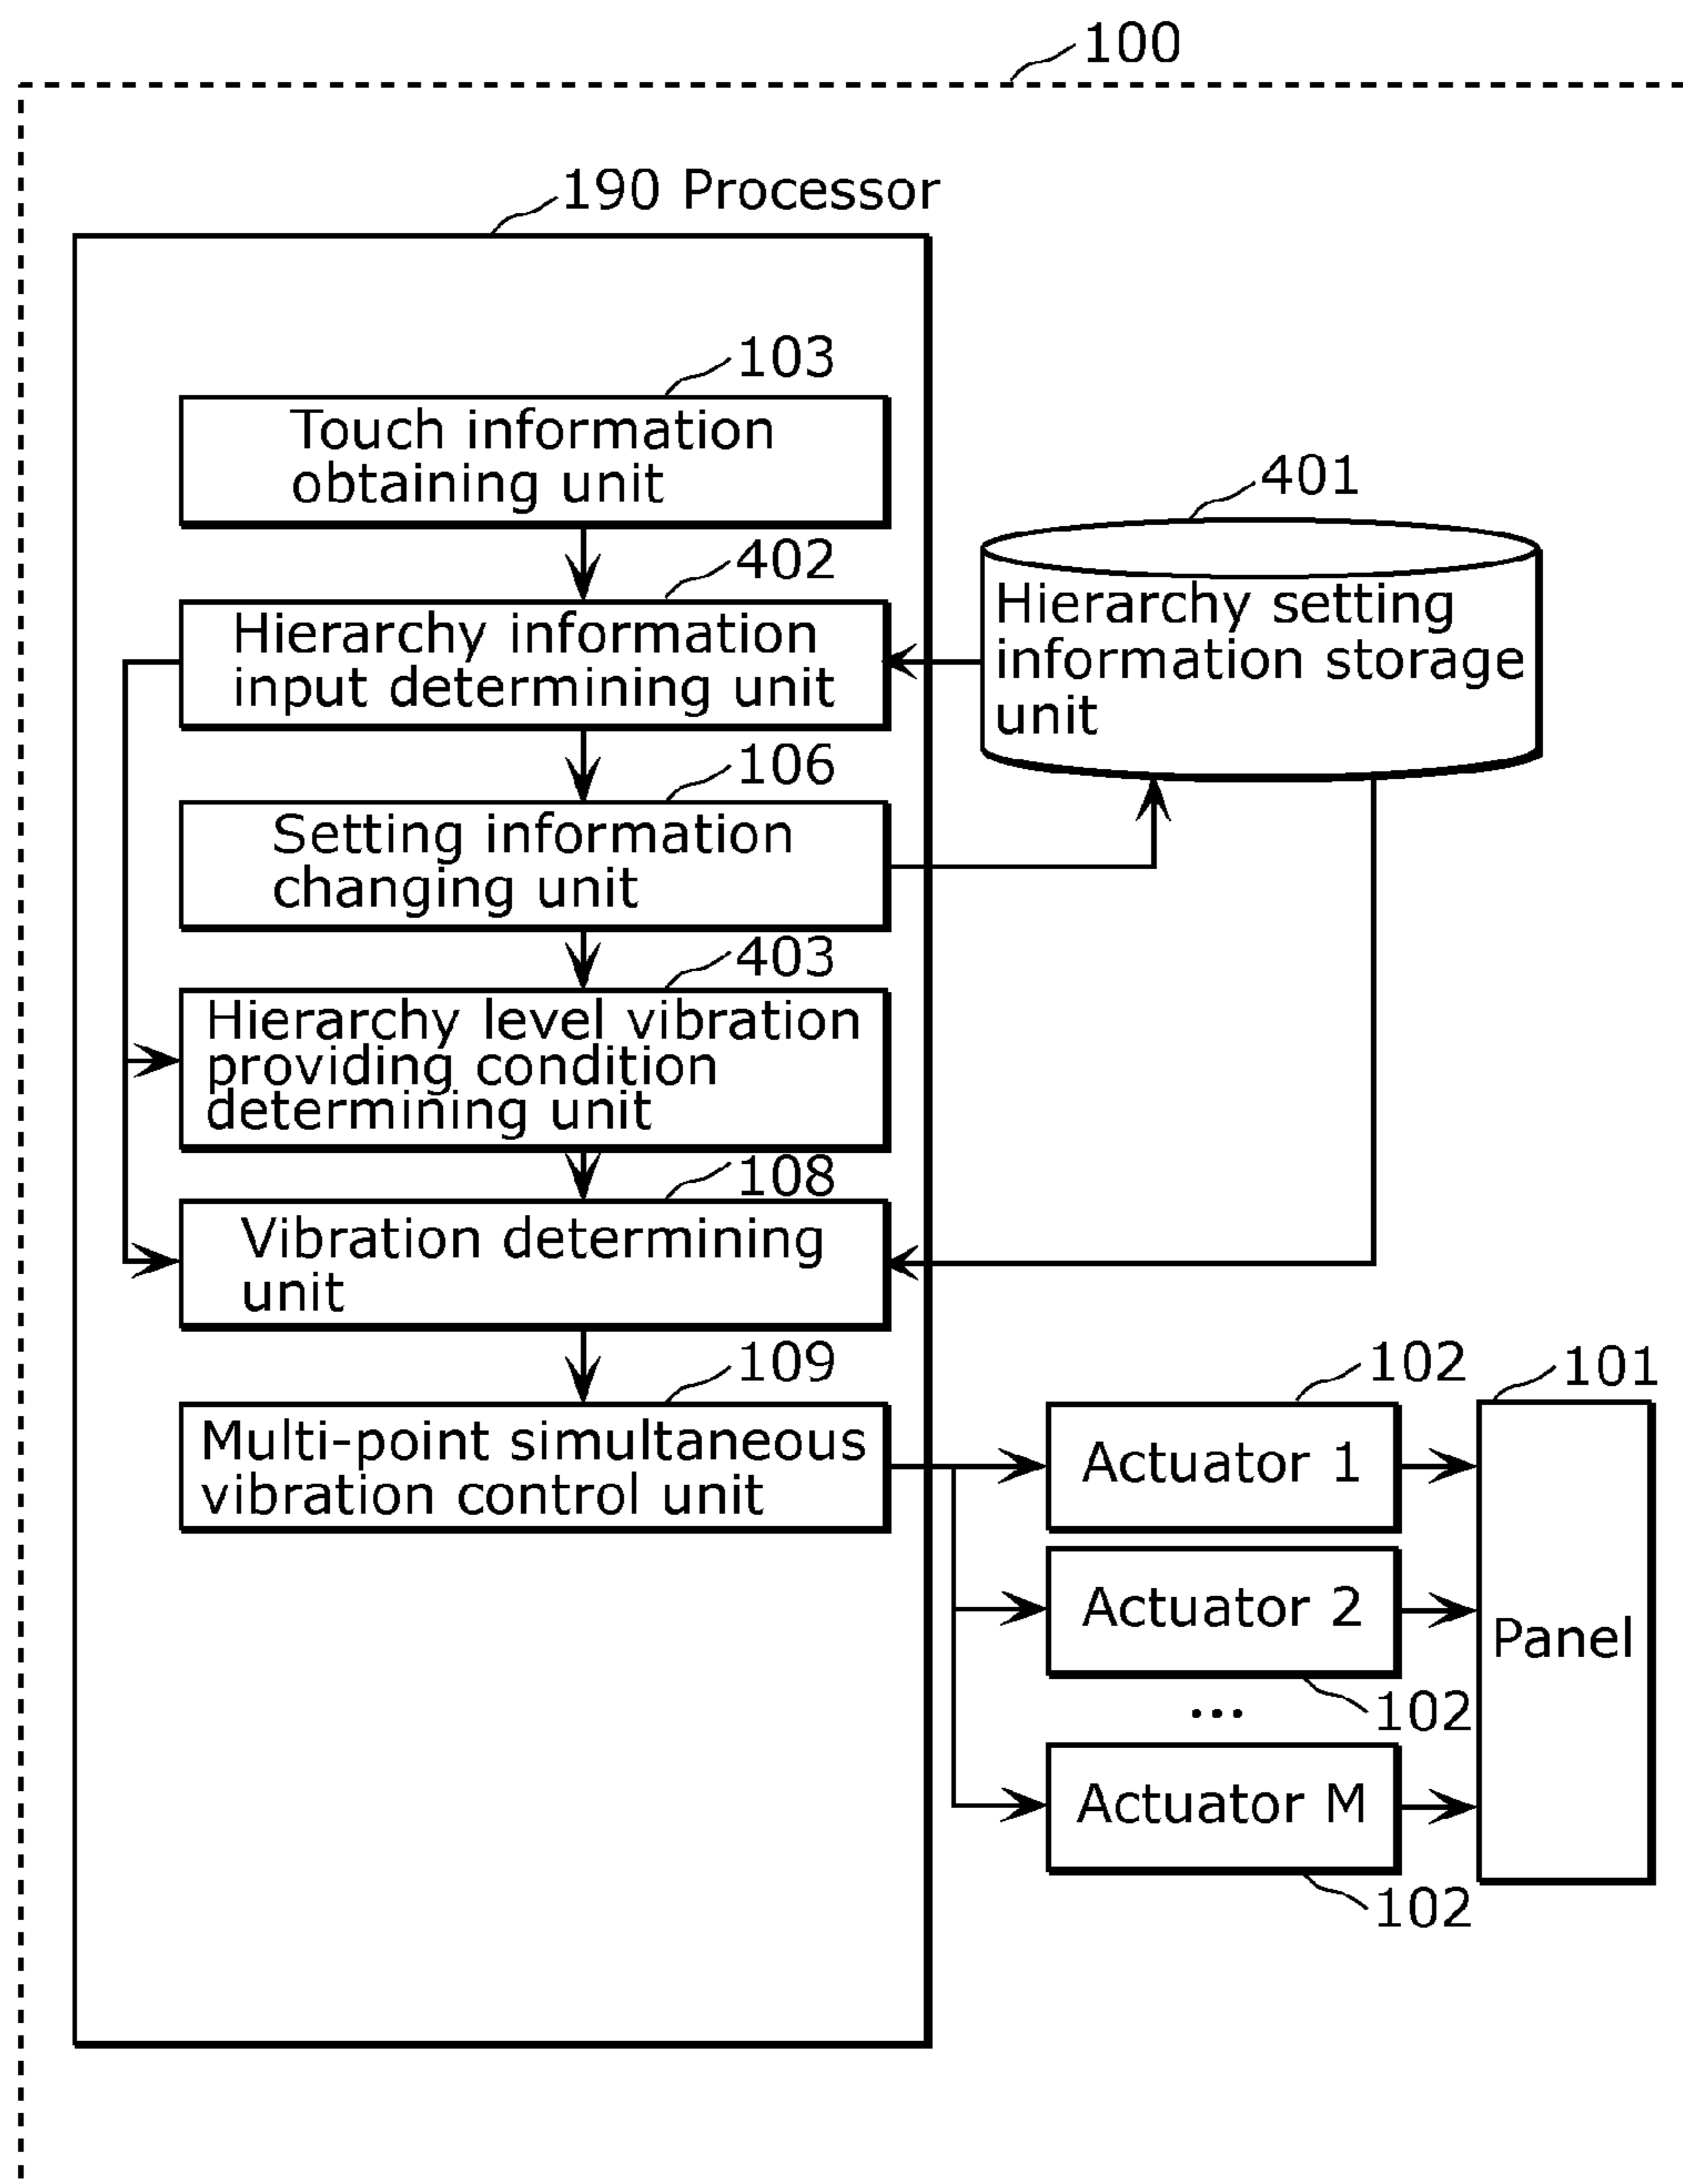 100
190 Processor
103
Touch information
obtaining unit
402
Hierarchy information
input determining unit
401
Hierarchy setting
information storage
unit
106
Setting information
changing unit
403
Hierarchy level vibration
providing condition
determining unit
108
Vibration determining
unit
109
Multi-point simultaneous
vibration control unit
102
Actuator 1
101
Panel
Actuator 2
102
...
Actuator M
102